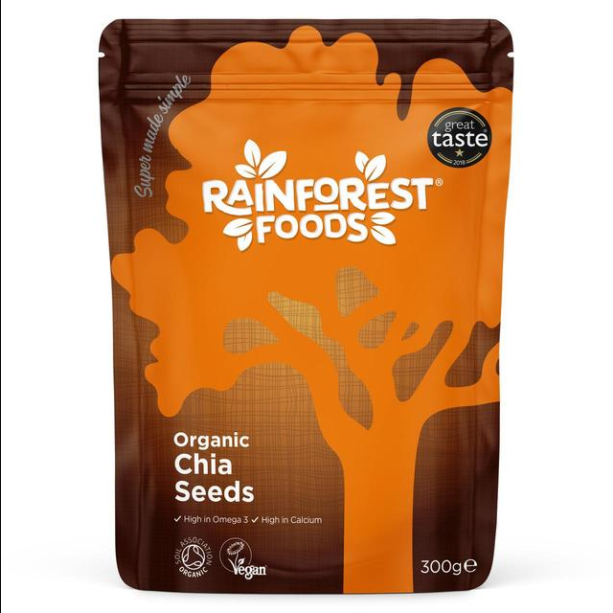 Super made simple
great
taste
2018
RAINFOREST®
FOODS
Organic
Chia
Seeds
✓ High in Omega 3 ✓ High in Calcium
SOIL ASSOCIATION
ORGANIC
Vegan
300g℮